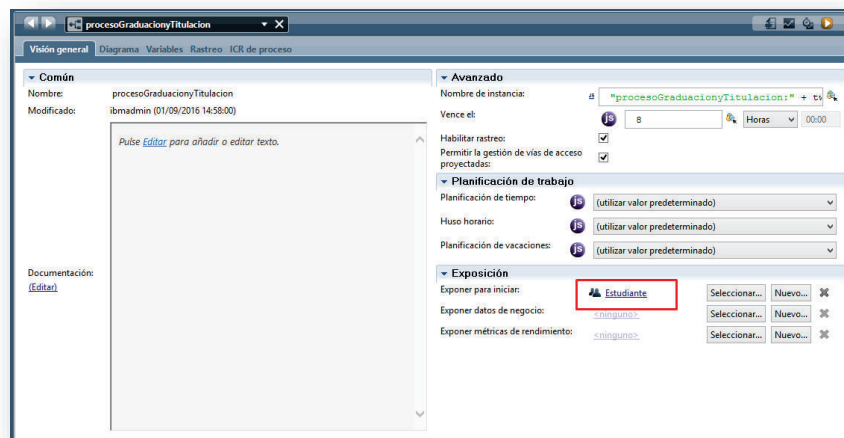 procesoGraduacionyTitulacion
Visión general Diagrama Variables Rastreo ICR de proceso
Común
Nombre: procesoGraduacionyTitulacion
Modificado: ibmadmin (01/09/2016 14:58:00)
Pulse Editar para añadir o editar texto.
Documentación:
(Editar)
Avanzado
Nombre de instancia: "procesoGraduacionyTitulacion:" + tw
Vence el: js 8 Horas 00:00
Habilitar rastreo:
Permitir la gestión de vías de acceso
proyectadas:
Planificación de trabajo
Planificación de tiempo: js (utilizar valor predeterminado)
Huso horario: js (utilizar valor predeterminado)
Planificación de vacaciones: js (utilizar valor predeterminado)
Exposición
Exponer para iniciar: Estudiante Seleccionar... Nuevo...
Exponer datos de negocio: <ninguno> Seleccionar... Nuevo...
Exponer métricas de rendimiento: <ninguno> Seleccionar... Nuevo...